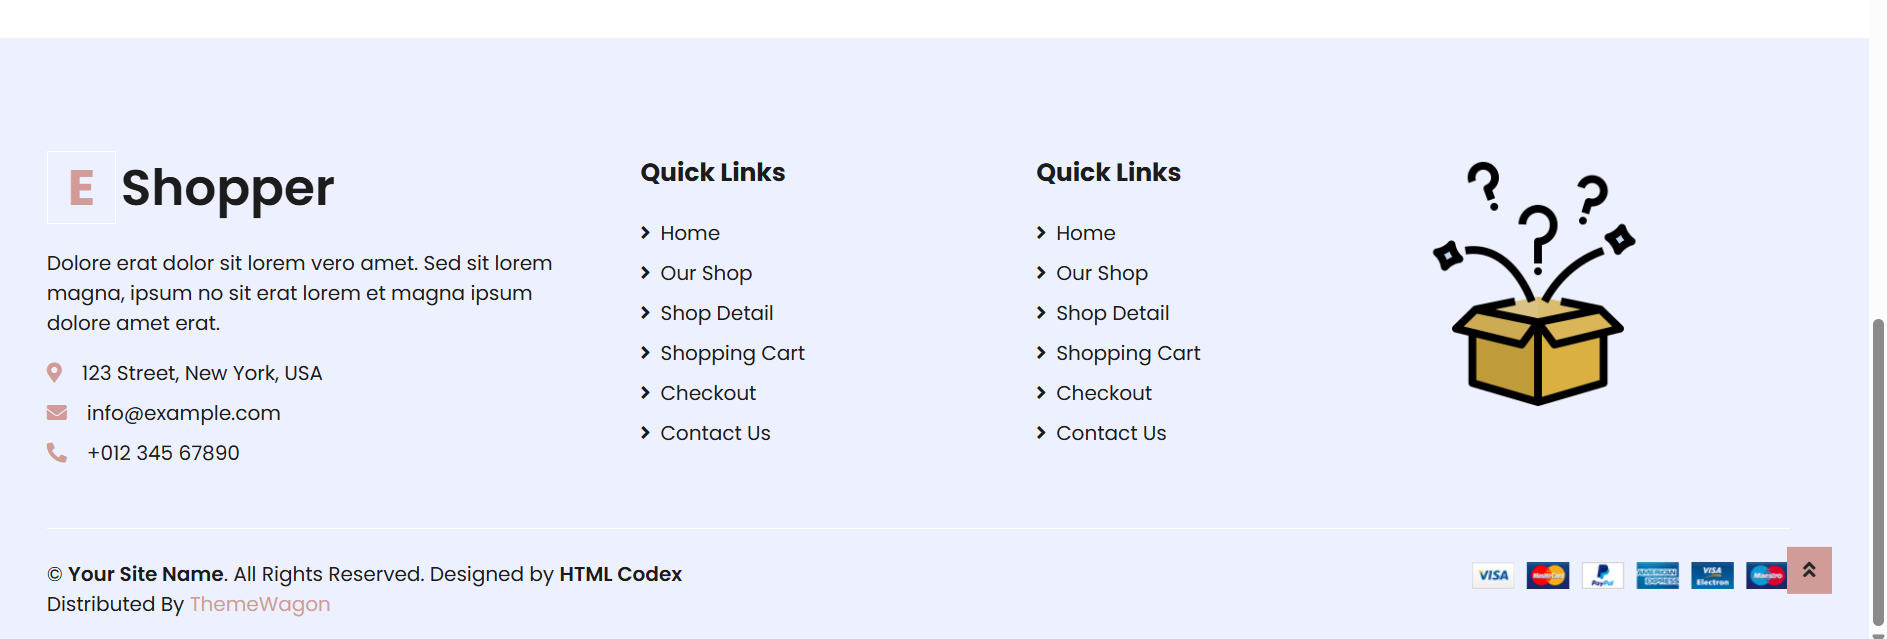 E Shopper
Dolore erat dolor sit lorem vero amet. Sed sit lorem
magna, ipsum no sit erat lorem et magna ipsum
dolore amet erat.
123 Street, New York, USA
info@example.com
+012 345 67890
Quick Links
Home
Our Shop
Shop Detail
Shopping Cart
Checkout
Contact Us
Quick Links
Home
Our Shop
Shop Detail
Shopping Cart
Checkout
Contact Us
? ? ?
© Your Site Name. All Rights Reserved. Designed by HTML Codex
Distributed By ThemeWagon
VISA
MasterCard
PayPal
AMERICAN
EXPRESS
VISA
Electron
Maestro